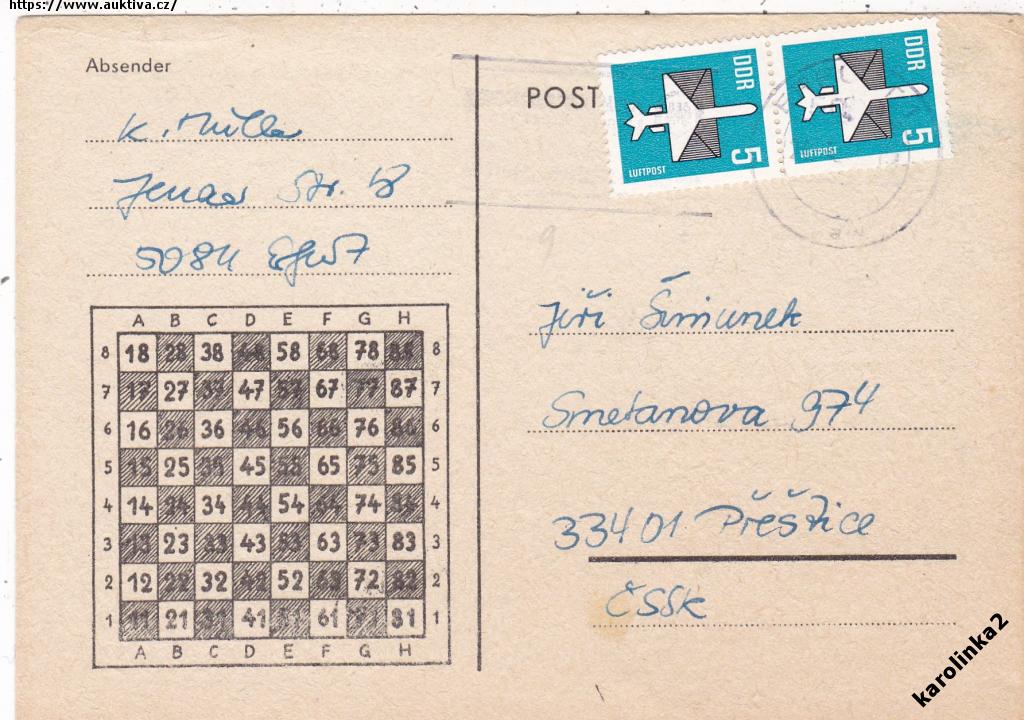 https://www.auktiva.cz/
Absender
K. Müller
Jenaer Str. 18
5084 Erfurt
A B C D E F G H
8 18 28 38 48 58 68 78 88 8
7 17 27 37 47 57 67 77 87 7
6 16 26 36 46 56 66 76 86 6
5 15 25 35 45 55 65 75 85 5
4 14 24 34 44 54 64 74 84 4
3 13 23 33 43 53 63 73 83 3
2 12 22 32 42 52 62 72 82 2
1 11 21 31 41 51 61 71 81 1
A B C D E F G H
POST
DDR
5
LUFTPOST
DDR
5
LUFTPOST
9
Jiří Šimunek
Smetanova 974
33401 Přeštice
ČSSR
karolinka2